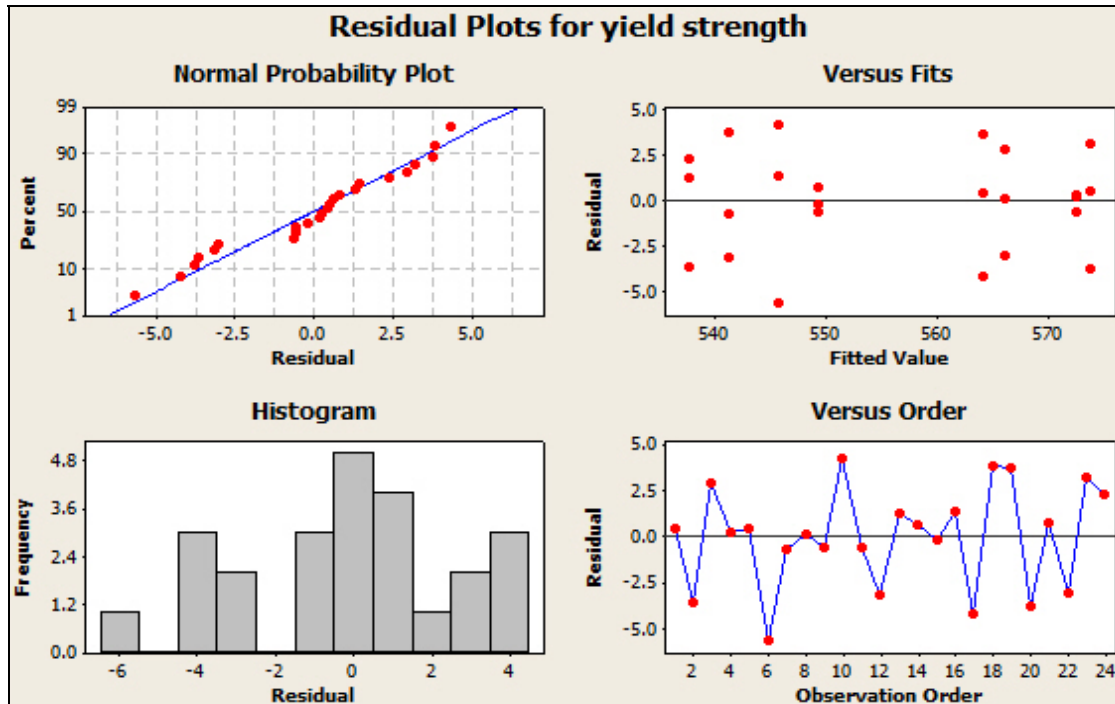 Residual Plots for yield strength
Normal Probability Plot
Percent
99
90
50
10
1
-5.0 -2.5 0.0 2.5 5.0
Residual
Versus Fits
Residual
5.0
2.5
0.0
-2.5
-5.0
540 550 560 570
Fitted Value
Histogram
Frequency
4.8
3.6
2.4
1.2
0.0
-6 -4 -2 0 2 4
Residual
Versus Order
Residual
5.0
2.5
0.0
-2.5
-5.0
2 4 6 8 10 12 14 16 18 20 22 24
Observation Order